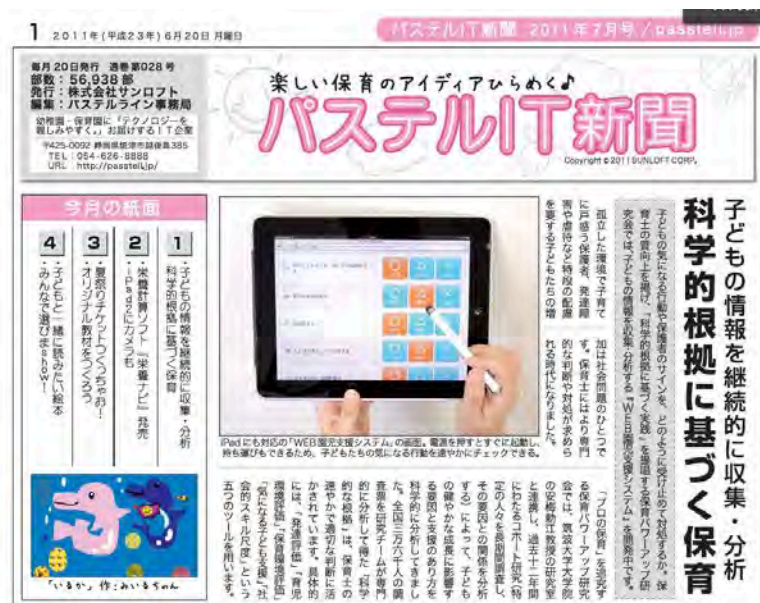 1 2011年(平成23年)6月20日 月曜日
パステルIT新聞 2011年7月号／passtell.jp
毎月20日発行 通巻第028号
部数：56,938部
発行：株式会社サンロフト
編集：パステルライン事務局
幼稚園・保育園に「テクノロジーを
親しみやすく。」お届けするIT企業
〒425-0092 静岡県焼津市越後島385
TEL：054-626-8888
URL http://passtell.jp/
楽しい保育のアイディアひらめく♪
パステルIT新聞
Copyright © 2011 SUNLOFT CORP.
子どもの情報を継続的に収集・分析
科学的根拠に基づく保育
子どもの気になる行動や保護者のサインを、どのように受け止めて対処するか。保
育士の資質向上を掲げ、「科学的根拠に基づく実践」を提唱する保育パワーアップ研
究会では、子どもの情報を収集・分析する『WEB園児支援システム』を開発中です。
孤立した環境で子育て
に戸惑う保護者、発達障
害や虐待など特段の配慮
を要する子どもたちの増
加は社会問題のひとつで
す。保育士にはより専門
的な判断や対処が求めら
れる時代になりました。
「プロの保育」を追究す
る保育パワーアップ研究
会では、筑波大学大学院
の安梅勅江教授の研究室
と連携し、過去十二年間
にわたるコホート研究（特
定の人々を長期間調査し、
その要因との関係を分析
する）によって、子ども
の健やかな成長に影響す
る要因と支援のあり方を
科学的に分析してきまし
た。全国三万六千人の調
査票を研究チームが専門
的に分析して得た「科学
的な根拠」は、保育士の
速やかで適切な判断に活
かされています。具体的
には、「発達評価」「育児
環境評価」「保育環境評価」
「気になる子ども支援」「社
会的スキル尺度」という
五つのツールを用います。
iPadにも対応の「WEB園児支援システム」の画面。電源を押すとすぐに起動し、
持ち運びもできるため、子どもたちの気になる行動を速やかにチェックできる。
今月の紙面
1
・子どもの情報を継続的に収集・分析
科学的根拠に基づく保育
2
・栄養計算ソフト『栄養ナビ』発売
・iPad2にカメラも
3
・夏祭りチケットつくっちゃお！
・オリジナル教材をつくろう
4
・子どもと一緒に読みたい絵本
・みんなで選びまshow！
「いるか」作：みいるちゃん